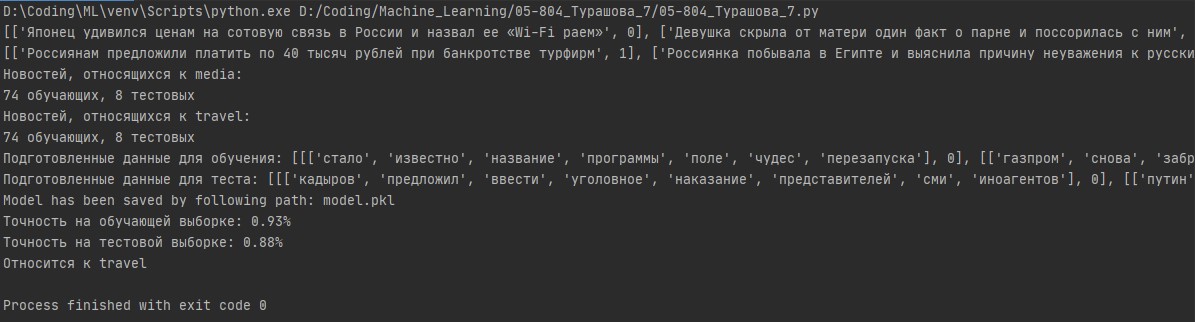 D:\Coding\ML\venv\Scripts\python.exe D:/Coding/Machine_Learning/05-804_Турашова_7/05-804_Турашова_7.py
[['Японец удивился ценам на сотовую связь в России и назвал ее «Wi-Fi раем»', 0], ['Девушка скрыла от матери один факт о парне и поссорилась с ним',
[['Россиянам предложили платить по 40 тысяч рублей при банкротстве турфирм', 1], ['Россиянка побывала в Египте и выяснила причину неуважения к русски
Новостей, относящихся к media:
74 обучающих, 8 тестовых
Новостей, относящихся к travel:
74 обучающих, 8 тестовых
Подготовленные данные для обучения: [[['стало', 'известно', 'название', 'программы', 'поле', 'чудес', 'перезапуска'], 0], [['газпром', 'снова', 'забр
Подготовленные данные для теста: [[['кадыров', 'предложил', 'ввести', 'уголовное', 'наказание', 'представителей', 'сми', 'иноагентов'], 0], [['путин'
Model has been saved by following path: model.pkl
Точность на обучающей выборке: 0.93%
Точность на тестовой выборке: 0.88%
Относится к travel
Process finished with exit code 0